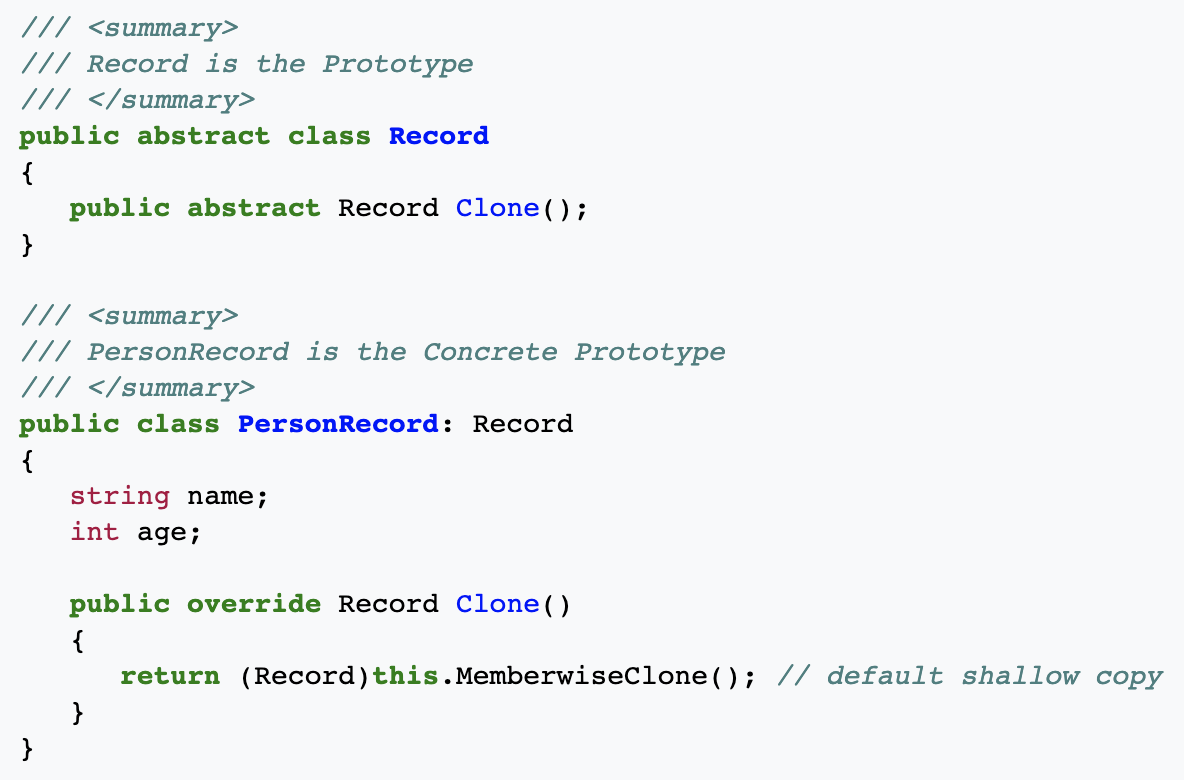 /// <summary>
/// Record is the Prototype
/// </summary>
public abstract class Record
{
   public abstract Record Clone();
}

/// <summary>
/// PersonRecord is the Concrete Prototype
/// </summary>
public class PersonRecord: Record
{
   string name;
   int age;

   public override Record Clone()
   {
      return (Record)this.MemberwiseClone(); // default shallow copy
   }
}